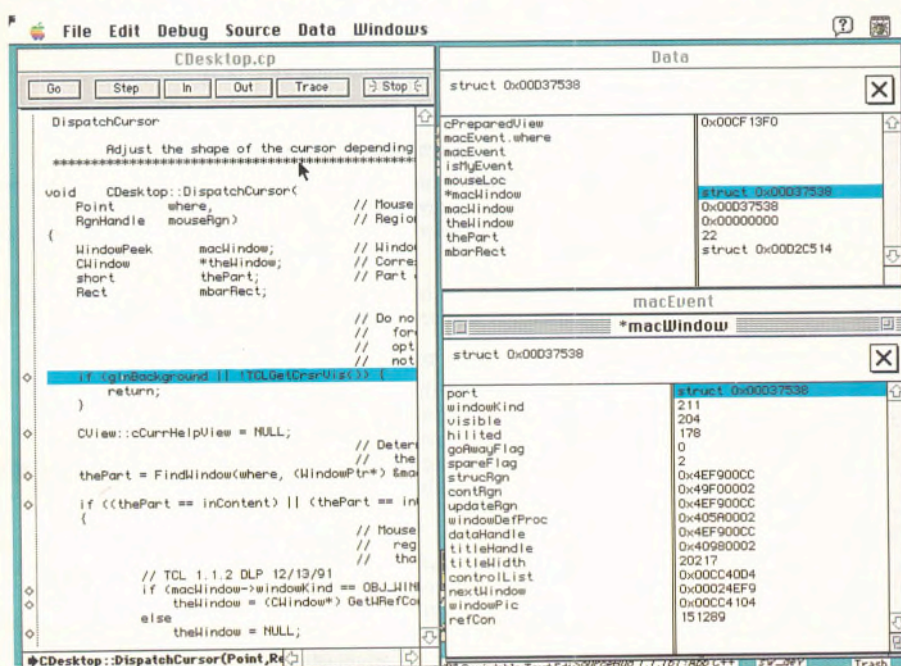 File Edit Debug Source Data Windows
CDesktop.cp
Go Step In Out Trace Stop
DispatchCursor
Adjust the shape of the cursor depending
****************************************************
void CDesktop::DispatchCursor(
Point where, // Mouse
RgnHandle mouseRgn) // Regio
{
WindowPeek macWindow; // Windo
CWindow *theWindow; // Corre
short thePart; // Part
Rect mbarRect;
// Do no
// for
// opt
// not
if (gInBackground || !TCLGetCrsrVis()) {
return;
}
CView::cCurrHelpView = NULL;
// Deter
// the
thePart = FindWindow(where, (WindowPtr*) &mac
if ((thePart == inContent) || (thePart == in
{
// Mouse
// reg
// tha
// TCL 1.1.2 DLP 12/13/91
if (macWindow->windowKind == OBJ_WIN
theWindow = (CWindow*) GetWRefCo
else
theWindow = NULL;
CDesktop::DispatchCursor(Point,R
Data
struct 0x00D37538
cPreparedView 0x00CF13F0
macEvent.where
macEvent
isMyEvent
mouseLoc
*macWindow struct 0x00D37538
macWindow 0x00D37538
theWindow 0x00000000
thePart 22
mbarRect struct 0x00D2C514
macEvent
*macWindow
struct 0x00D37538
port struct 0x00D37538
windowKind 211
visible 204
hilited 178
goAwayFlag 0
spareFlag 2
strucRgn 0x4EF900CC
contRgn 0x49F00002
updateRgn 0x4EF900CC
windowDefProc 0x405A0002
dataHandle 0x4EF900CC
titleHandle 0x40980002
titleWidth 20217
controlList 0x00CC40D4
nextWindow 0x00024EF9
windowPic 0x00CC4104
refCon 151289
Trash